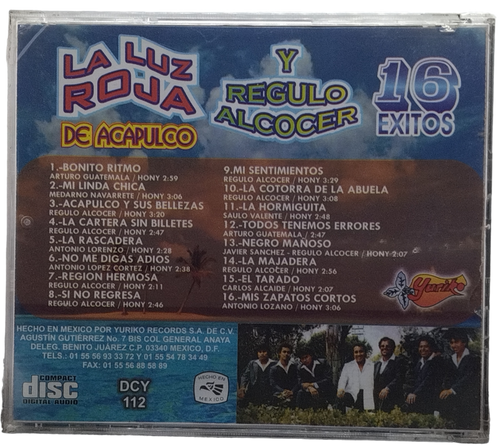 LA LUZ
ROJA
DE ACAPULCO
Y
REGULO
ALCOCER
16
EXITOS
1.-BONITO RITMO
ARTURO GUATEMALA / HONY 2:59
2.-MI LINDA CHICA
MEDARNO NAVARRETE / HONY 3:06
3.-ACAPULCO Y SUS BELLEZAS
REGULO ALCOCER / HONY 3:20
4.-LA CARTERA SIN BILLETES
REGULO ALCOCER / HONY 2:47
5.-LA RASCADERA
ANTONIO LORENZO / HONY 2:28
6.-NO ME DIGAS ADIOS
ANTONIO LOPEZ CORTEZ / HONY 2:38
7.-REGION HERMOSA
REGULO ALCOCER / HONY 2:11
8.-SI NO REGRESA
REGULO ALCOCER / HONY 2:46
9.MI SENTIMIENTOS
REGULO ALCOCER / HONY 3:29
10.-LA COTORRA DE LA ABUELA
REGULO ALCOCER / HONY 3:08
11.-LA HORMIGUITA
SAULO VALENTE / HONY 2:48
12.-TODOS TENEMOS ERRORES
ARTURO GUATEMALA / HONY 2:47
13.-NEGRO MAÑOSO
JAVIER SÁNCHEZ - REGULO ALCOCER / HONY 2:07
14.-LA MAJADERA
REGULO ALCOCER / HONY 2:56
15.-EL TARADO
CARLOS ALCAIDE / HONY 2:07
16.-MIS ZAPATOS CORTOS
ANTONIO LOZANO / HONY 3:06
Yuriko
HECHO EN MEXICO POR YURIKO RECORDS S.A. DE C.V.
AGUSTÍN GUTIÉRREZ No. 7 BIS COL. GENERAL ANAYA
DELEG. BENITO JUÁREZ C.P. 03340 MEXICO, D.F.
TELS.: 01 55 56 93 33 72 Y 01 55 54 78 34 49
FAX: 01 55 56 88 58 89
COMPACT
disc
DIGITAL AUDIO
DCY
112
HECHO EN
MEXICO